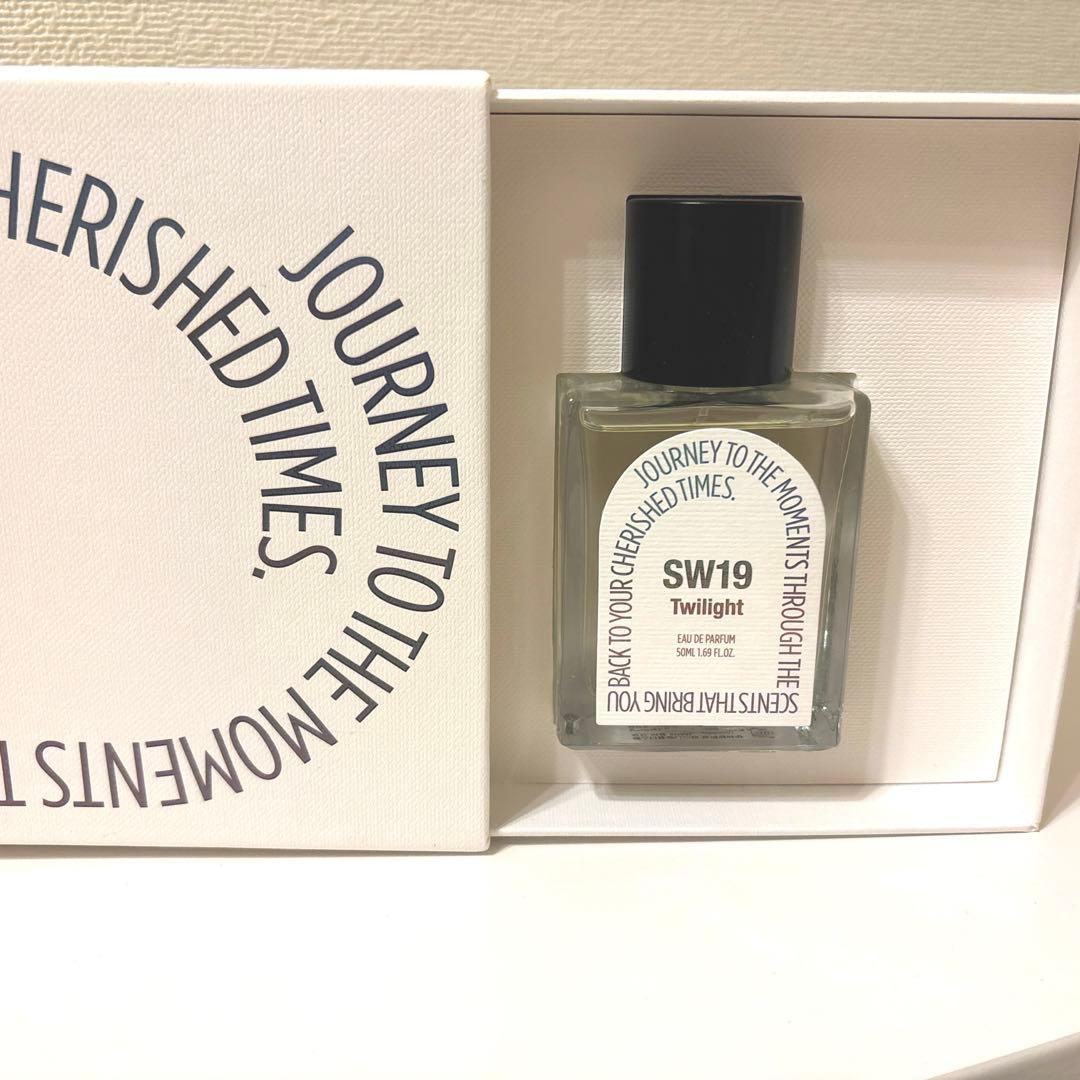 JOURNEY TO THE MOMENTS T
HERISHED TIMES.
JOURNEY TO THE MOMENTS THROUGH THE
SCENTS THAT BRING YOU
BACK TO YOUR CHERISHED TIMES.
SW19
Twilight
EAU DE PARFUM
50ML 1.69 FL.OZ.